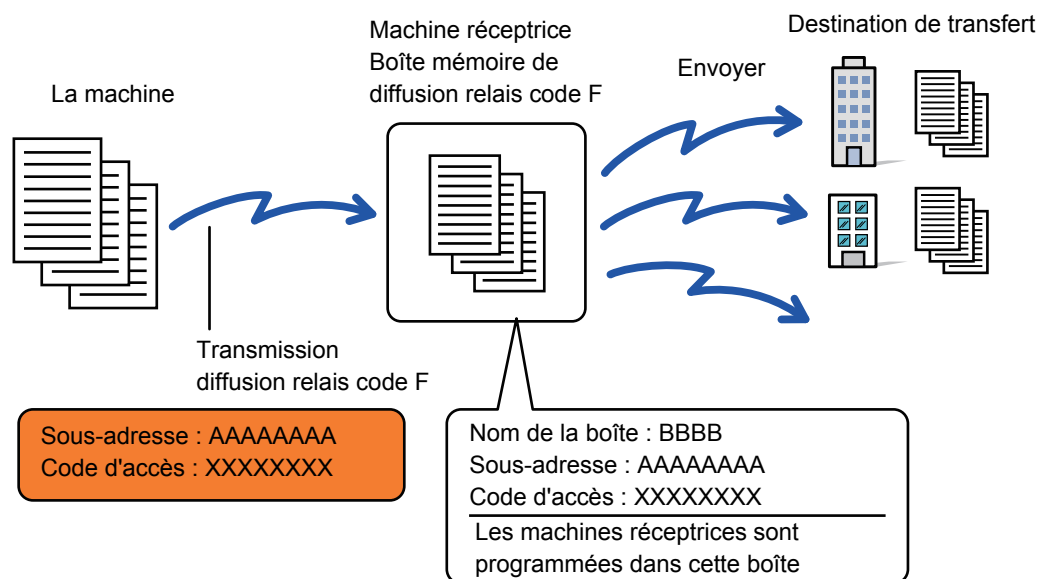 La machine
Machine réceptrice
Boîte mémoire de
diffusion relais code F
Envoyer
Destination de transfert
Transmission
diffusion relais code F
Sous-adresse : AAAAAAAA
Code d'accès : XXXXXXXX
Nom de la boîte : BBBB
Sous-adresse : AAAAAAAA
Code d'accès : XXXXXXXX
Les machines réceptrices sont
programmées dans cette boîte